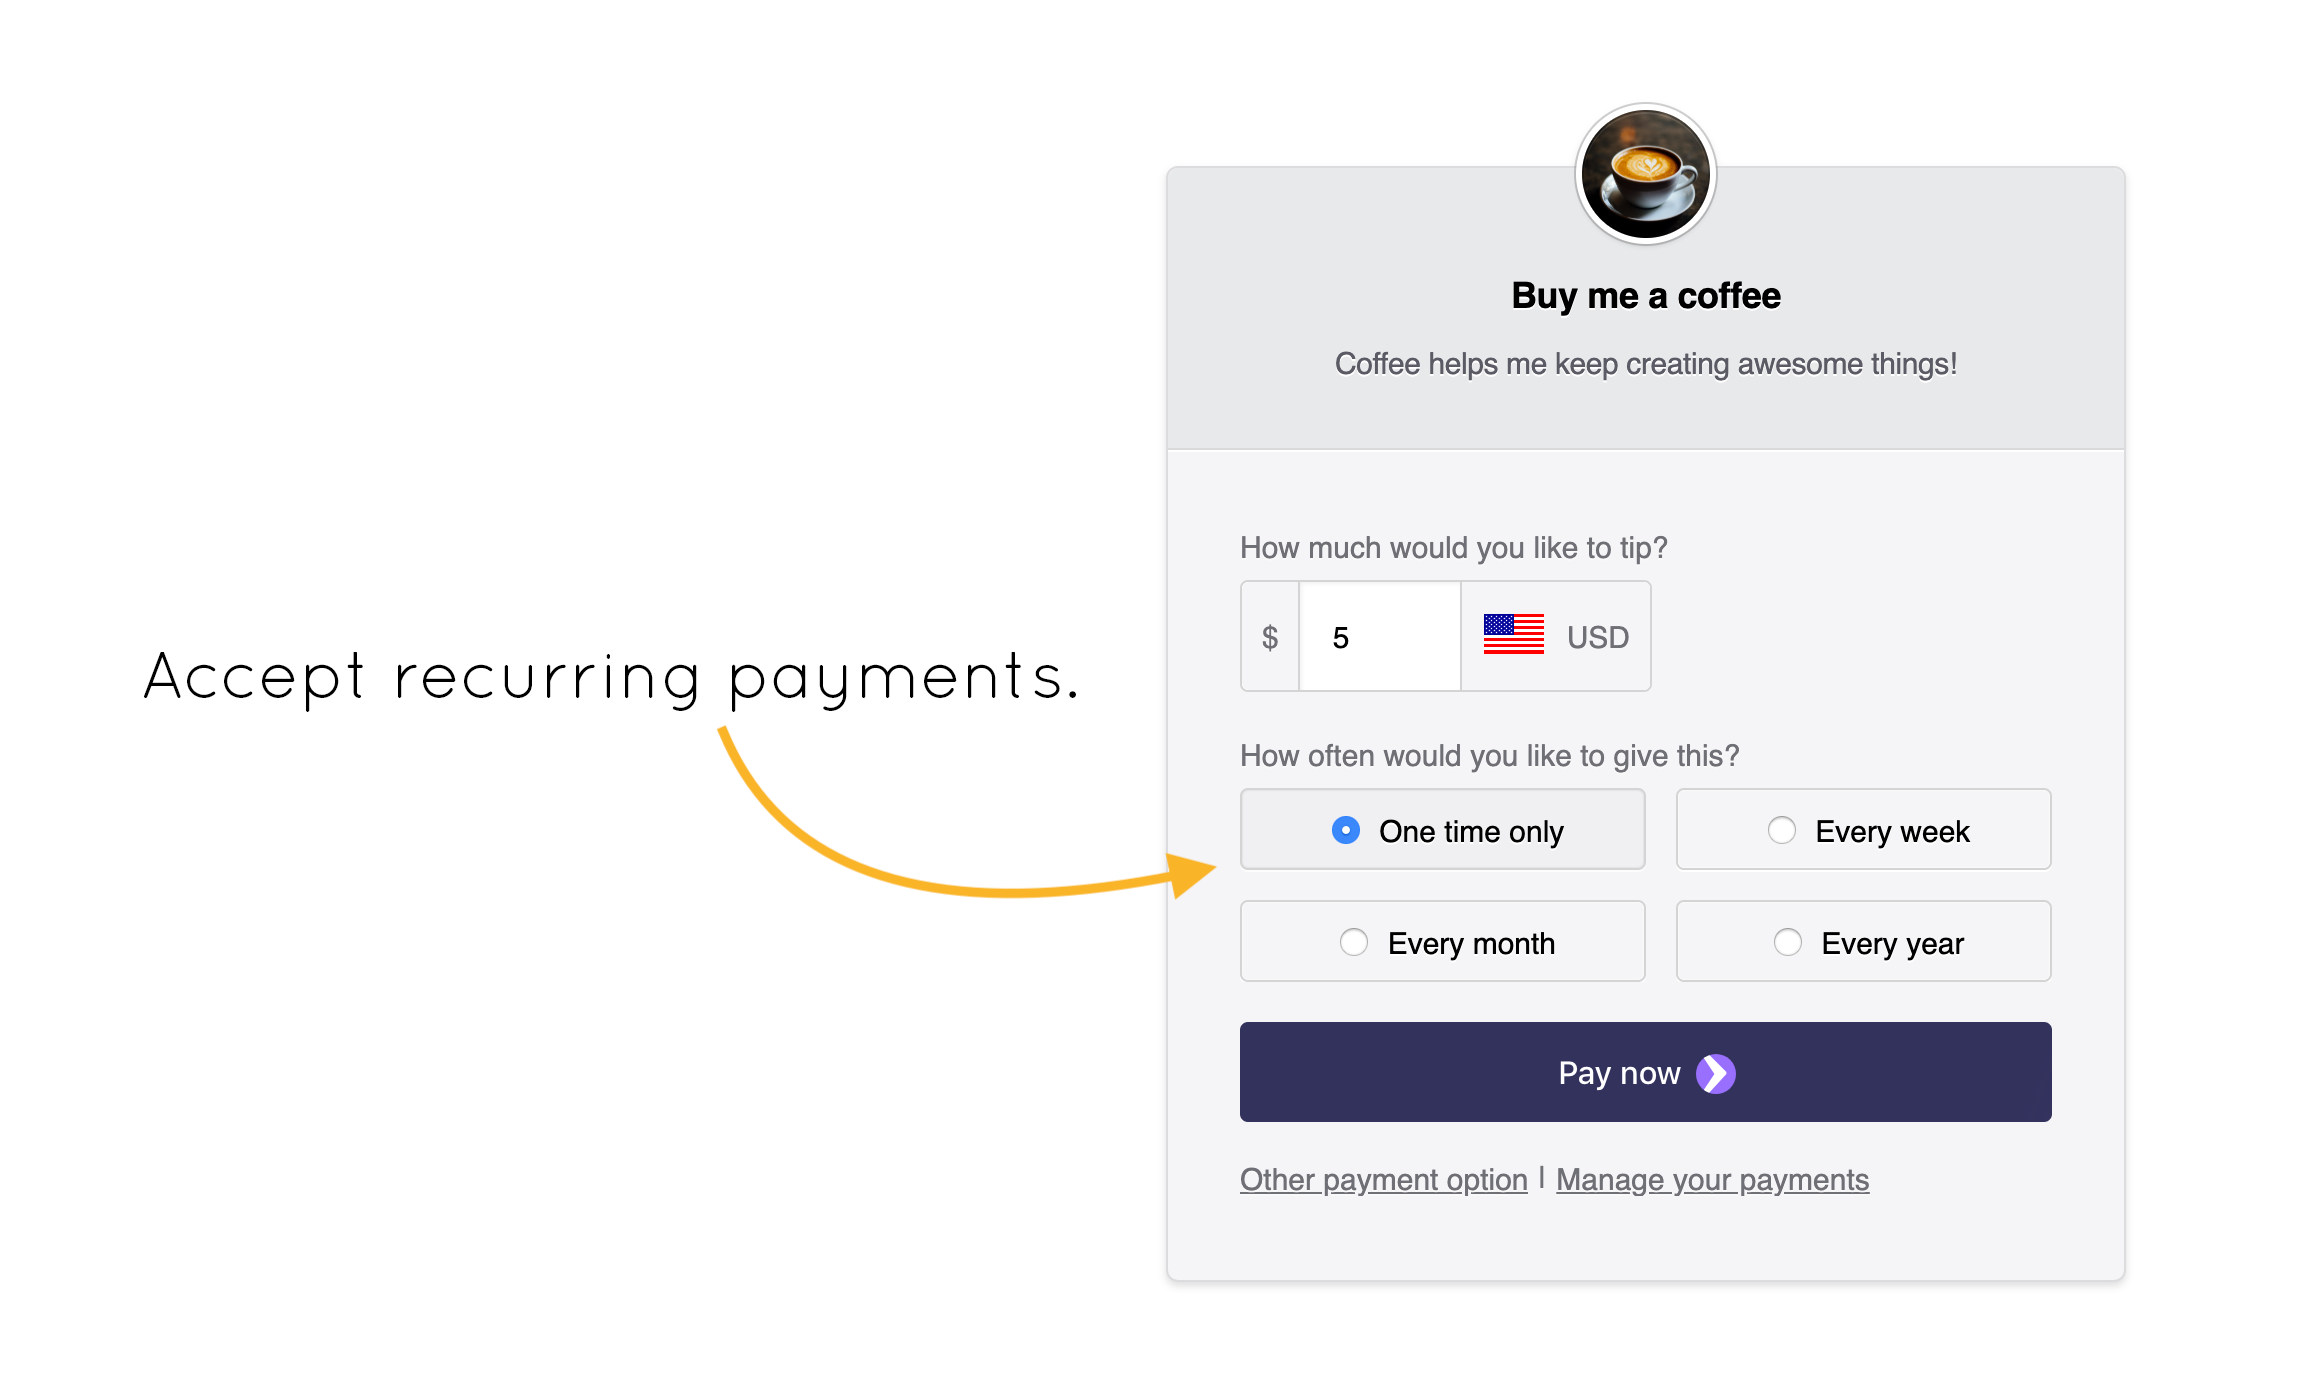 Accept recurring payments.
Buy me a coffee
Coffee helps me keep creating awesome things!
How much would you like to tip?
$ 5 USD
How often would you like to give this?
One time only
Every week
Every month
Every year
Pay now
Other payment option | Manage your payments